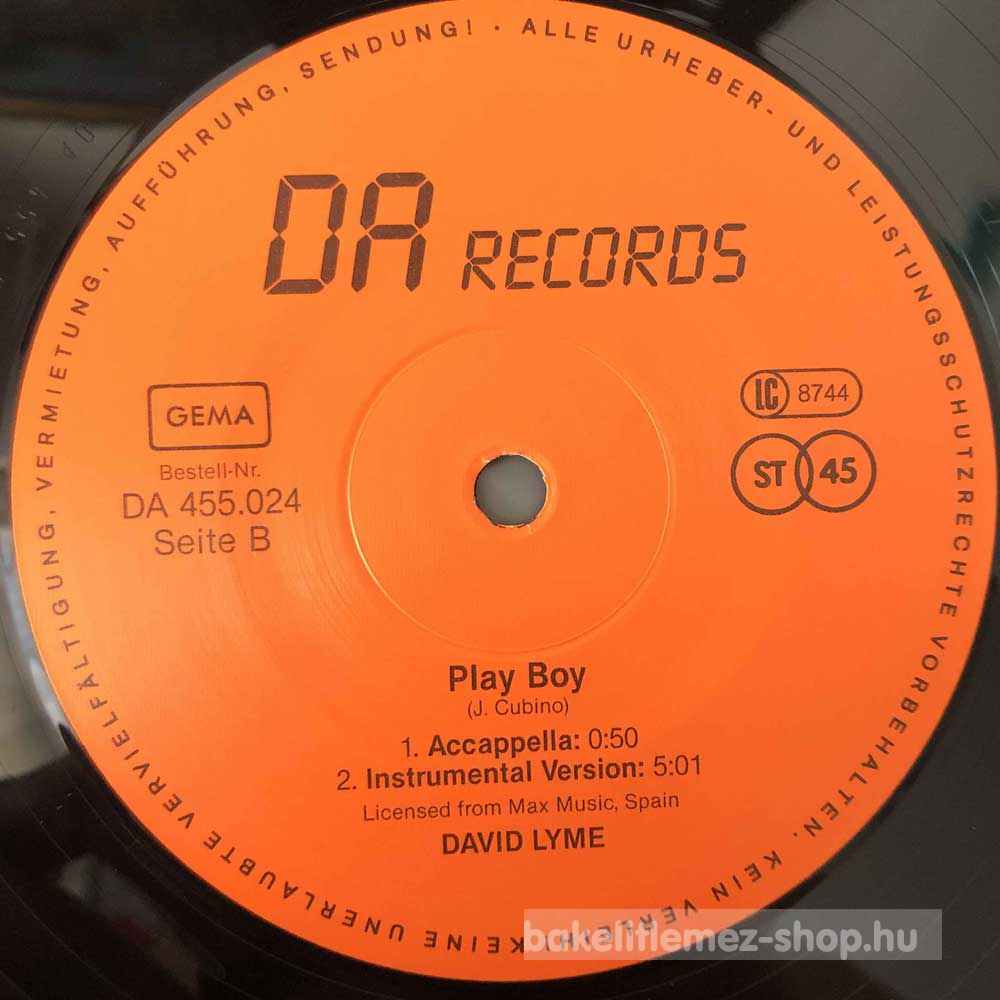 ALLE URHEBER- UND LEISTUNGSSCHUTZRECHTE VORBEHALTEN. KEIN VERLEIH! KEINE UNERLAUBTE VERVIELFÄLTIGUNG, VERMIETUNG, AUFFÜHRUNG, SENDUNG! ·
DA RECORDS
GEMA
LC 8744
Bestell-Nr.
DA 455.024
Seite B
ST 45
Play Boy
(J. Cubino)
1. Accappella: 0:50
2. Instrumental Version: 5:01
Licensed from Max Music, Spain
DAVID LYME
bakelitlemez-shop.hu